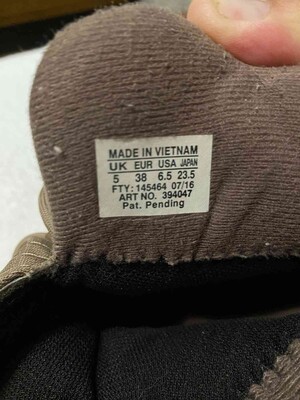 MADE IN VIETNAM
UK EUR USA JAPAN
5 38 6.5 23.5
FTY: 145464 07/16
ART NO. 394047
Pat. Pending